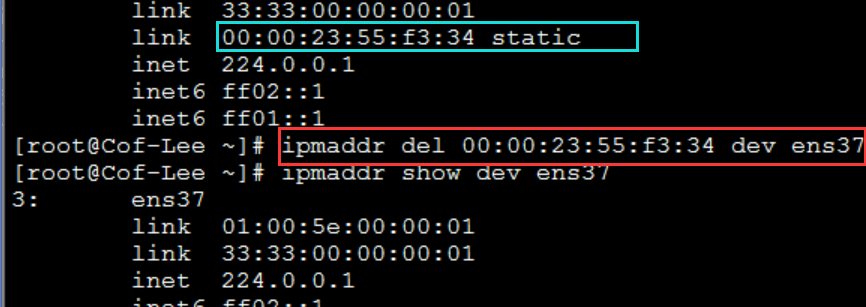 link 33:33:00:00:00:01
link 00:00:23:55:f3:34 static
inet 224.0.0.1
inet6 ff02::1
inet6 ff01::1
[root@Cof-Lee ~]# ipmaddr del 00:00:23:55:f3:34 dev ens37
[root@Cof-Lee ~]# ipmaddr show dev ens37
3: ens37
link 01:00:5e:00:00:01
link 33:33:00:00:00:01
inet 224.0.0.1
inet6 ff02::1